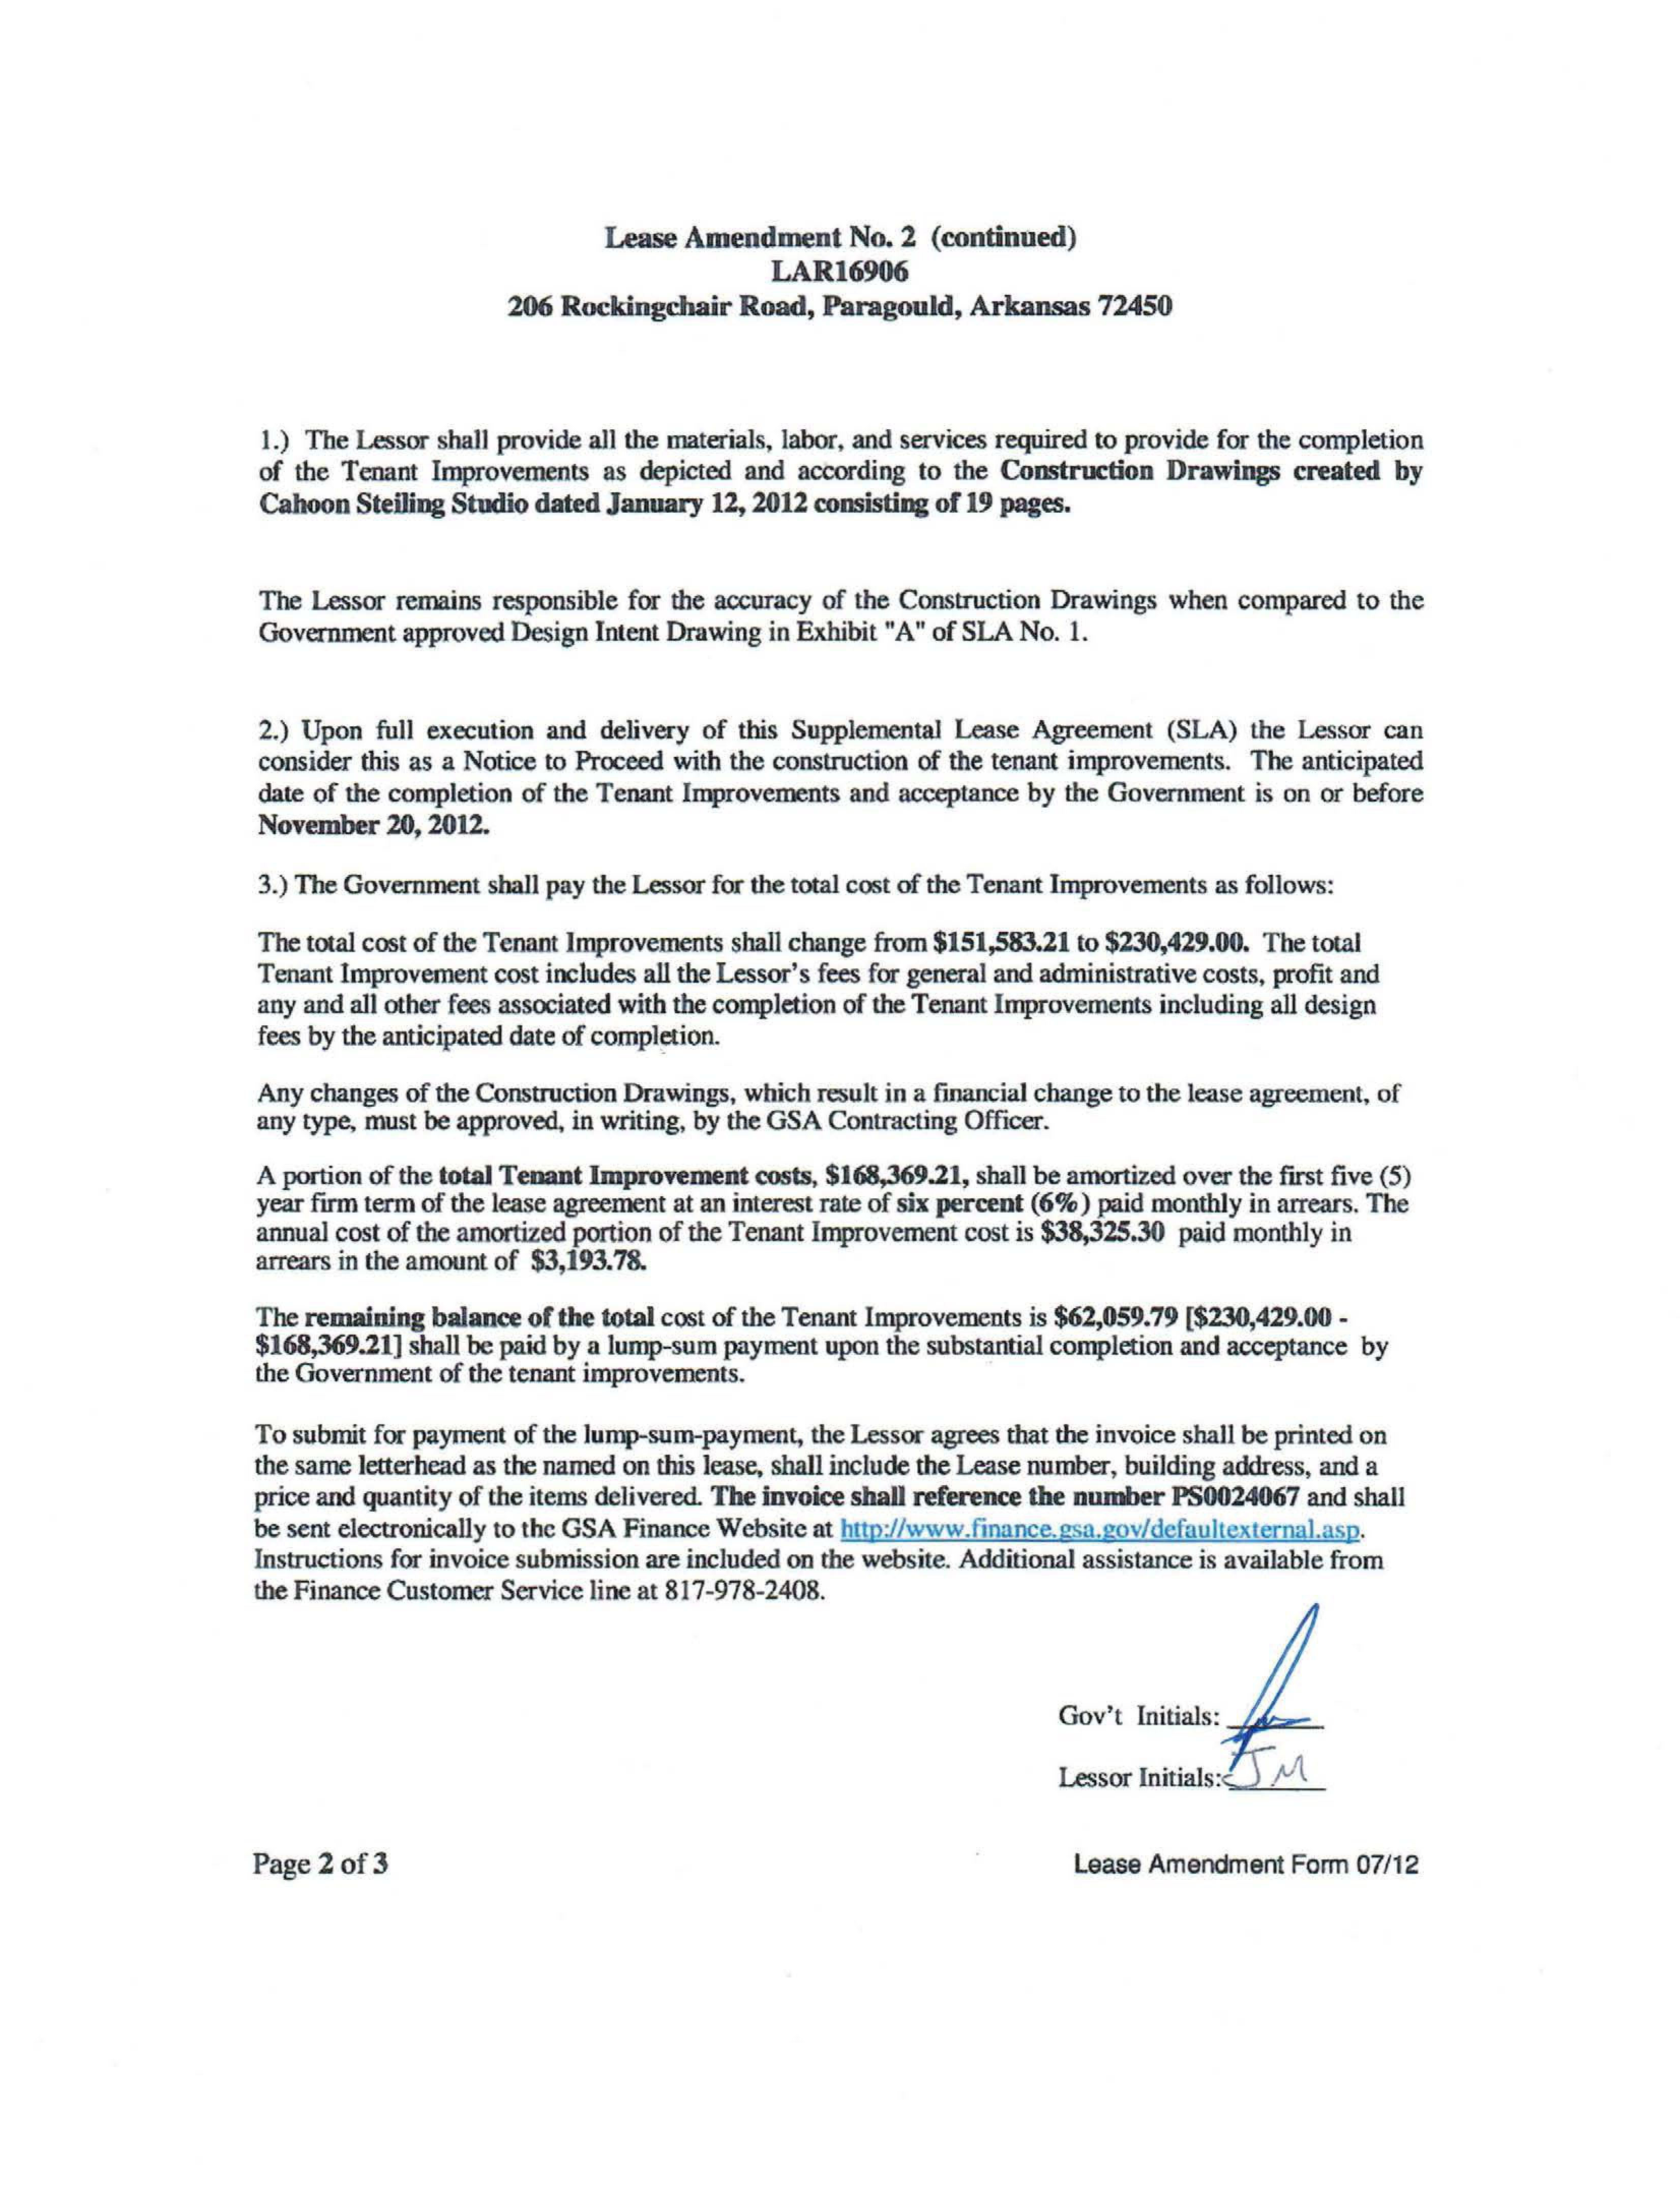 Lease Amendment No. 2 (continued)
LAR16906
206 Rockingchair Road, Paragould, Arkansas 72450
1.) The Lessor shall provide all the materials, labor, and services required to provide for the completion
of the Tenant Improvements as depicted and according to the Construction Drawings created by
Cahoon Steiling Studio dated January 12, 2012 consisting of 19 pages.
The Lessor remains responsible for the accuracy of the Construction Drawings when compared to the
Government approved Design Intent Drawing in Exhibit "A" of SLA No. 1.
2.) Upon full execution and delivery of this Supplemental Lease Agreement (SLA) the Lessor can
consider this as a Notice to Proceed with the construction of the tenant improvements. The anticipated
date of the completion of the Tenant Improvements and acceptance by the Government is on or before
November 20, 2012.
3.) The Government shall pay the Lessor for the total cost of the Tenant Improvements as follows:
The total cost of the Tenant Improvements shall change from $151,583.21 to $230,429.00. The total
Tenant Improvement cost includes all the Lessor's fees for general and administrative costs, profit and
any and all other fees associated with the completion of the Tenant Improvements including all design
fees by the anticipated date of completion.
Any changes of the Construction Drawings, which result in a financial change to the lease agreement, of
any type, must be approved, in writing, by the GSA Contracting Officer.
A portion of the total Tenant Improvement costs, $168,369.21, shall be amortized over the first five (5)
year firm term of the lease agreement at an interest rate of six percent (6%) paid monthly in arrears. The
annual cost of the amortized portion of the Tenant Improvement cost is $38,325.30 paid monthly in
arrears in the amount of $3,193.78.
The remaining balance of the total cost of the Tenant Improvements is $62,059.79 [$230,429.00 -
$168,369.21] shall be paid by a lump-sum payment upon the substantial completion and acceptance by
the Government of the tenant improvements.
To submit for payment of the lump-sum-payment, the Lessor agrees that the invoice shall be printed on
the same letterhead as the named on this lease, shall include the Lease number, building address, and a
price and quantity of the items delivered. The invoice shall reference the number PS0024067 and shall
be sent electronically to the GSA Finance Website at http://www.finance.gsa.gov/defaultexternal.asp.
Instructions for invoice submission are included on the website. Additional assistance is available from
the Finance Customer Service line at 817-978-2408.
Gov't Initials:
Lessor Initials: JM
Page 2 of 3
Lease Amendment Form 07/12